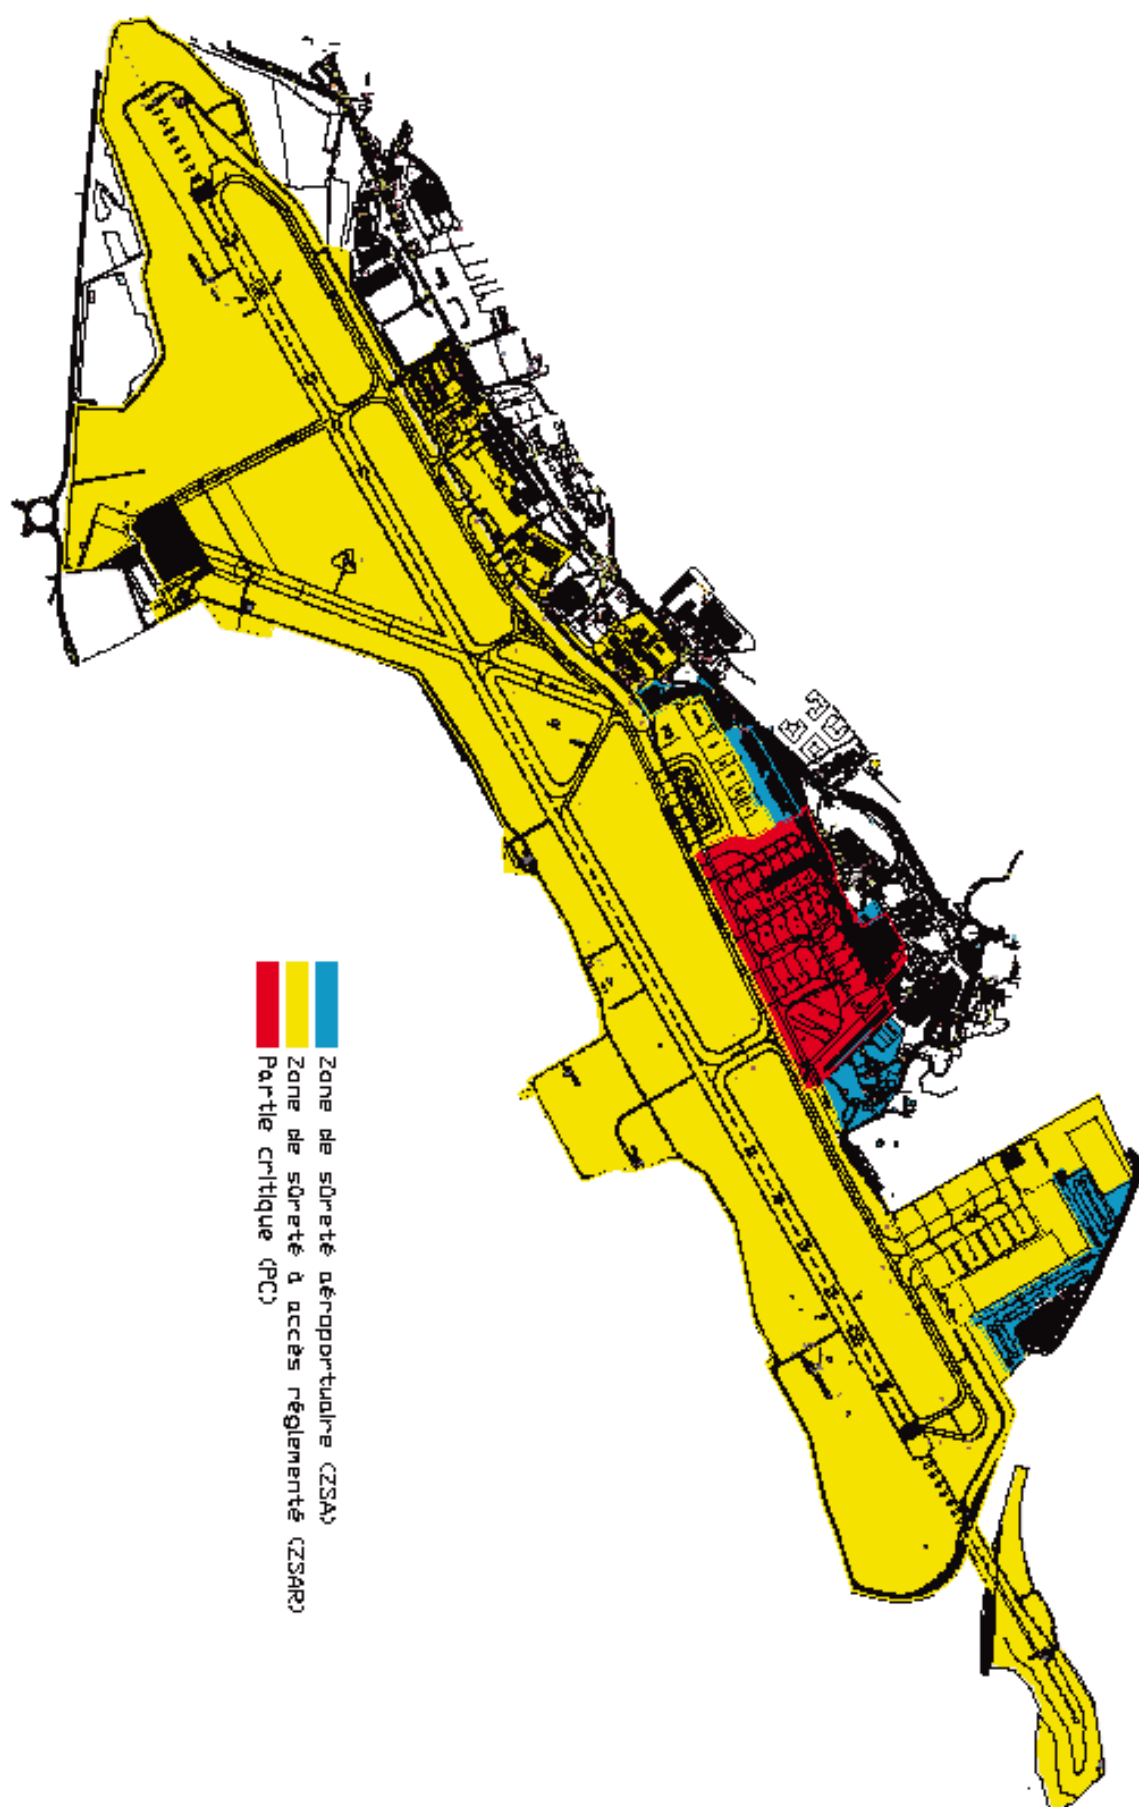 Zone de sûreté aéroportuaire (ZSA)
Zone de sûreté à accès réglementé (ZSAR)
Partie critique (PC)